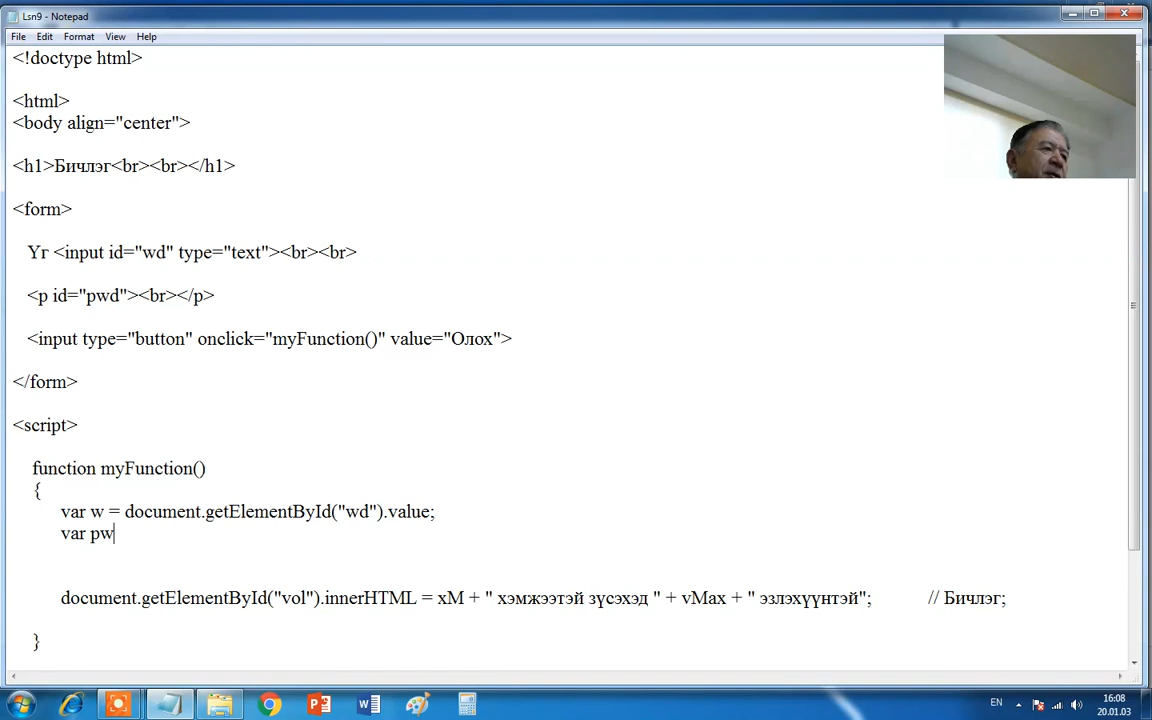 Lsn9 - Notepad
File Edit Format View Help
<!doctype html>
<html>
<body align="center">
<h1>Бичлэг<br><br></h1>
<form>
Үг <input id="wd" type="text"><br><br>
<p id="pwd"><br></p>
<input type="button" onclick="myFunction()" value="Олох">
</form>
<script>
function myFunction()
{
var w = document.getElementById("wd").value;
var pw
document.getElementById("vol").innerHTML = xM + " хэмжээтэй зүсэхэд " + vMax + " эзлэхүүнтэй"; // Бичлэг;
}
EN 16:08
20.01.03